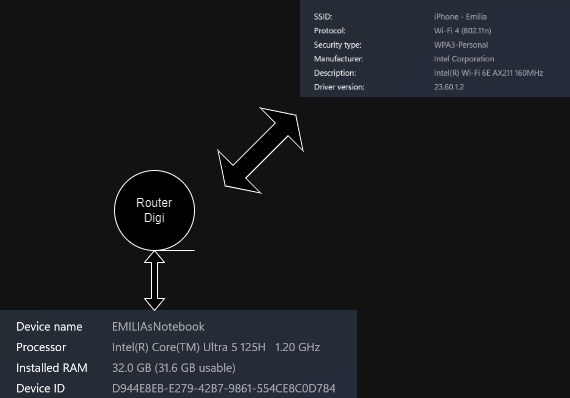 SSID: iPhone - Emilia
Protocol: Wi-Fi 4 (802.11n)
Security type: WPA3-Personal
Manufacturer: Intel Corporation
Description: Intel(R) Wi-Fi 6E AX211 160MHz
Driver version: 23.60.1.2
Router
Digi
Device name EMILIAsNotebook
Processor Intel(R) Core(TM) Ultra 5 125H 1.20 GHz
Installed RAM 32.0 GB (31.6 GB usable)
Device ID D944E8EB-E279-42B7-9861-554CE8C0D784